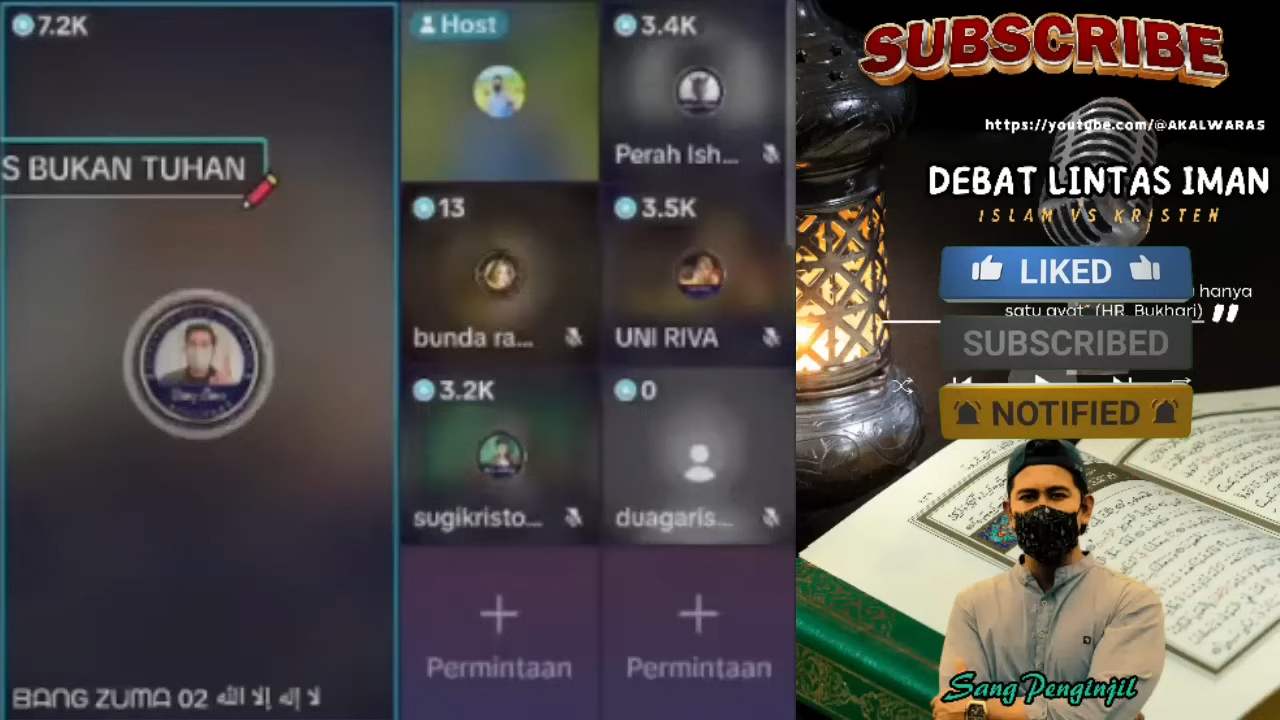 7.2K
S BUKAN TUHAN
BANG ZUMA 02 لا إله إلا الله
Host
3.4K
Perah Ish...
13
bunda ra...
3.5K
UNI RIVA
3.2K
sugikristo...
0
duagaris...
Permintaan
Permintaan
SUBSCRIBE
https://youtube.com/@AKALWARAS
DEBAT LINTAS IMAN
ISLAM VS KRISTEN
LIKED
hanya
satu ayat" (HR. Bukhari)
SUBSCRIBED
NOTIFIED
Sang Penginjil